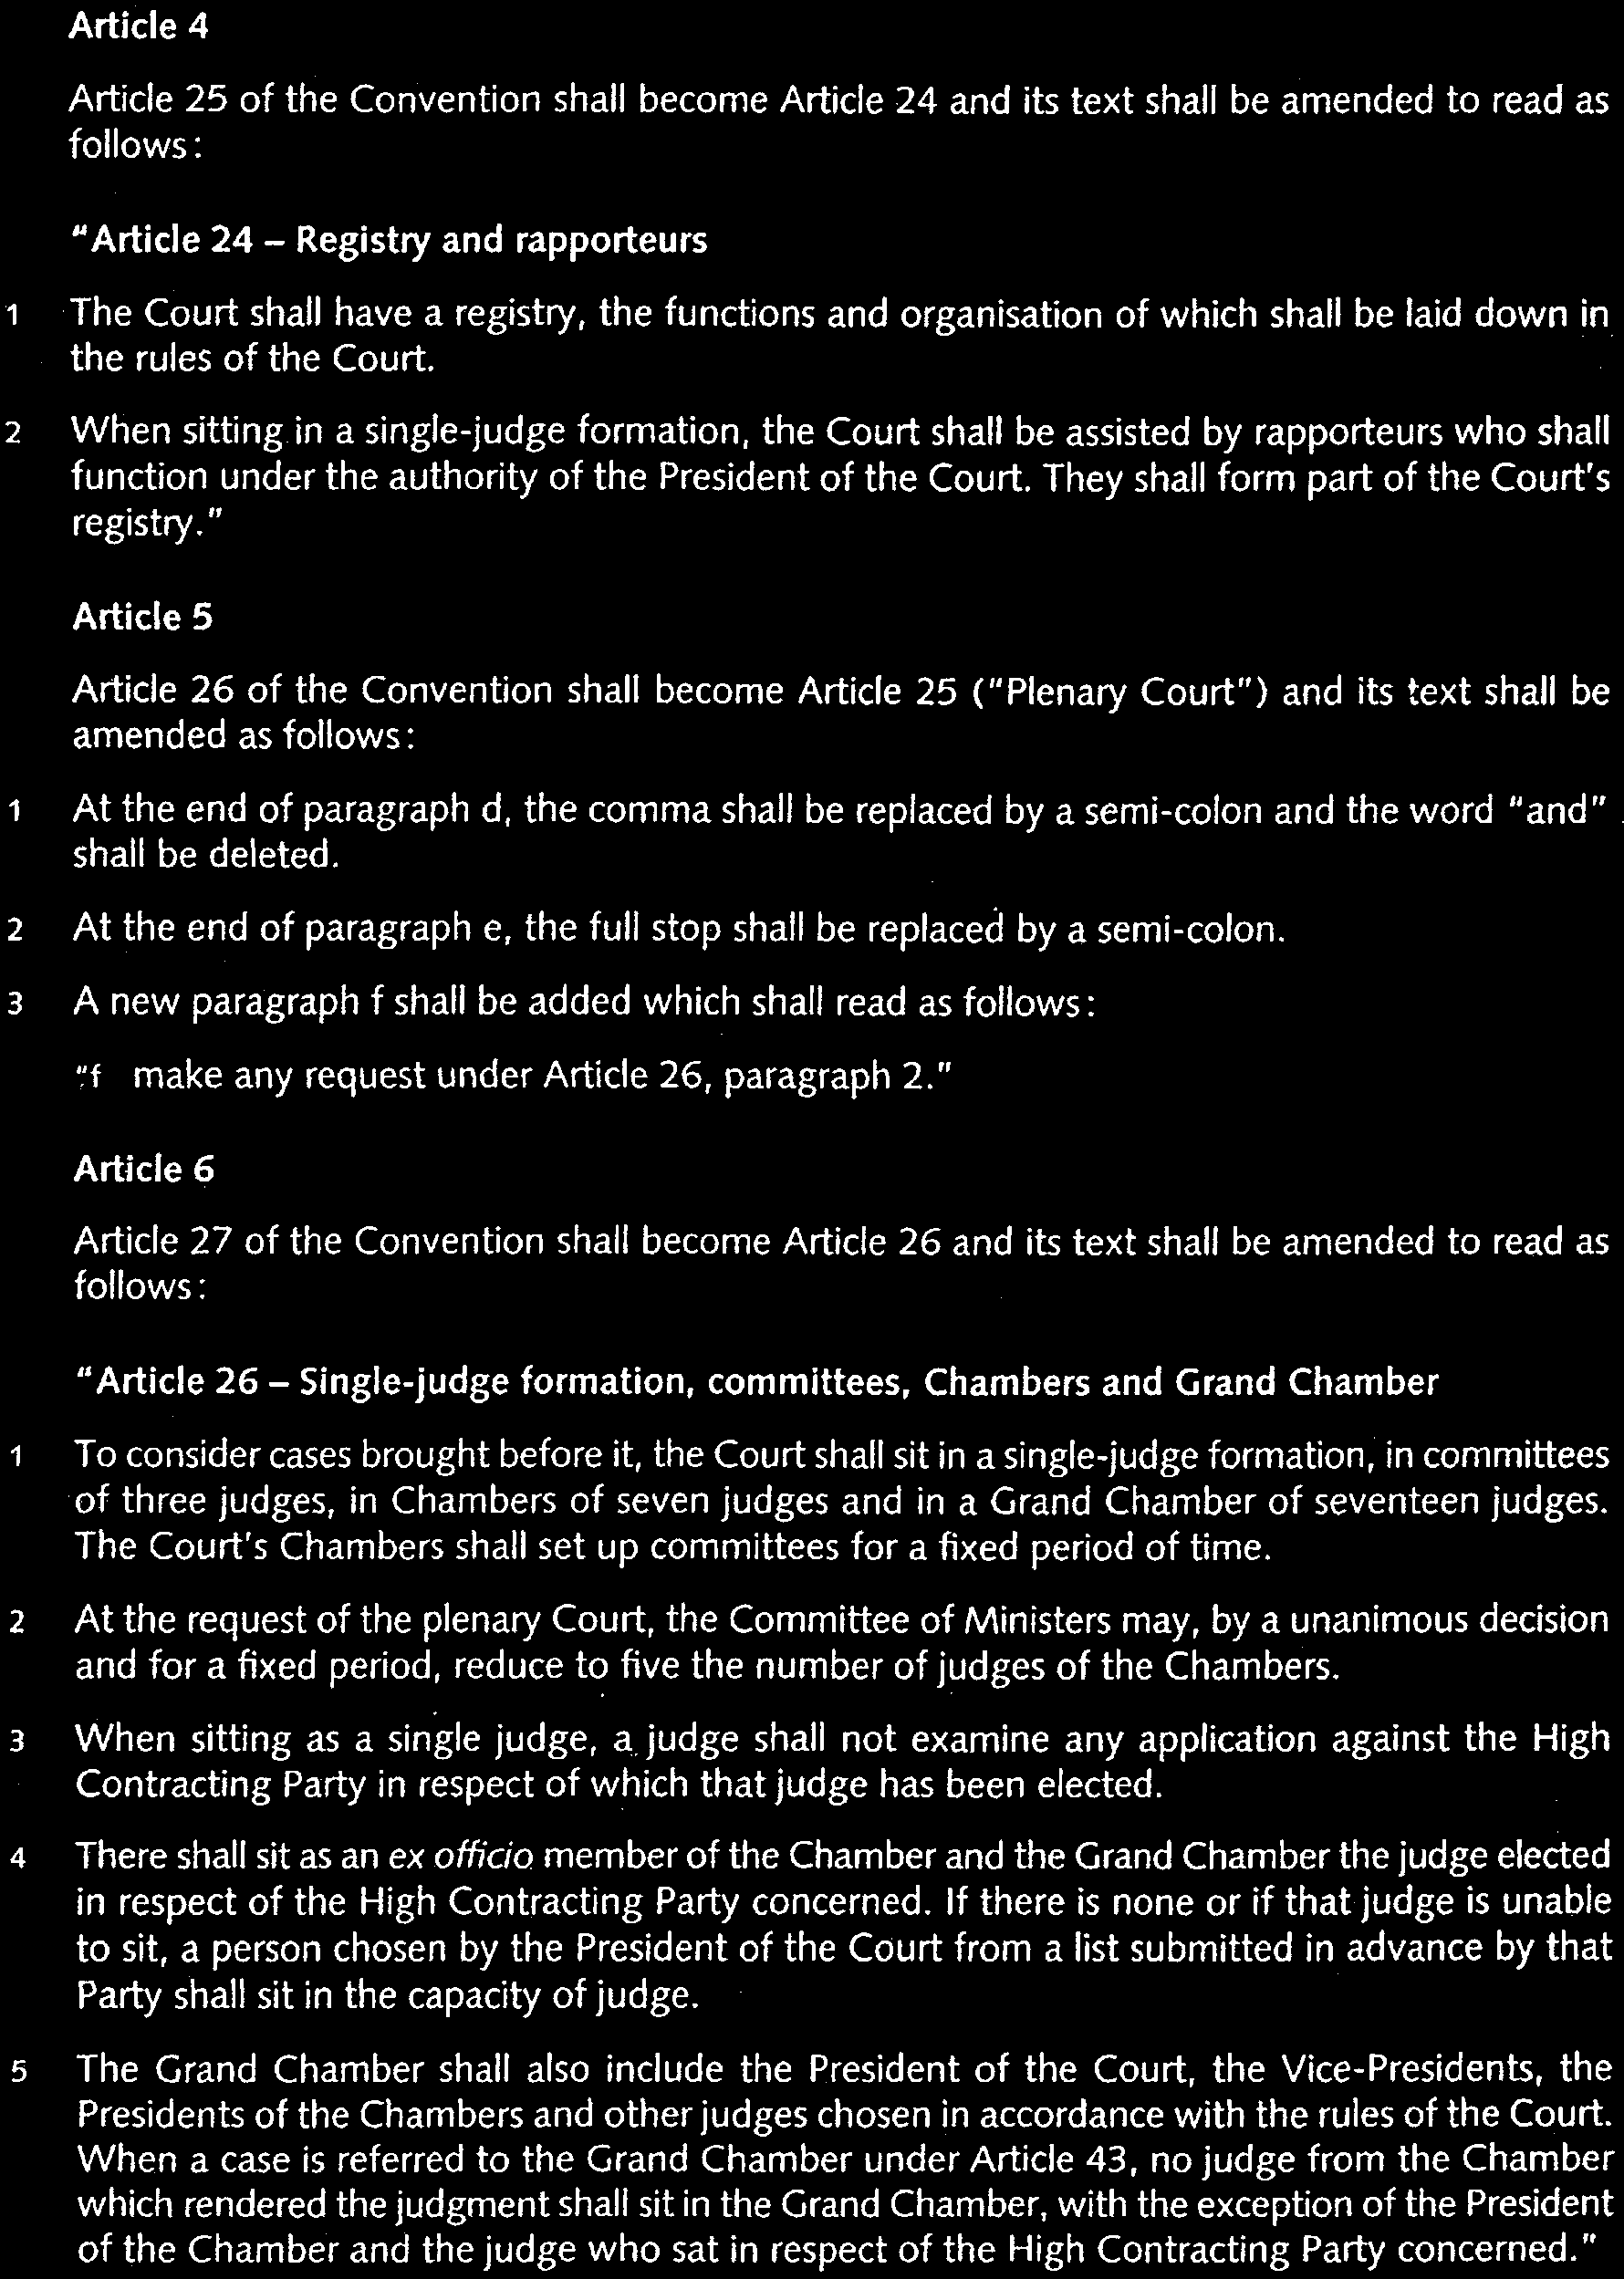 Article 4
Article 25 of the Convention shall become Article 24 and its text shall be amended to read as
follows:
"Article 24 – Registry and rapporteurs
1 The Court shall have a registry, the functions and organisation of which shall be laid down in
the rules of the Court.
2 When sitting in a single-judge formation, the Court shall be assisted by rapporteurs who shall
function under the authority of the President of the Court. They shall form part of the Court's
registry."
Article 5
Article 26 of the Convention shall become Article 25 ("Plenary Court") and its text shall be
amended as follows:
1 At the end of paragraph d, the comma shall be replaced by a semi-colon and the word "and"
shall be deleted.
2 At the end of paragraph e, the full stop shall be replaced by a semi-colon.
3 A new paragraph f shall be added which shall read as follows:
"f make any request under Article 26, paragraph 2."
Article 6
Article 27 of the Convention shall become Article 26 and its text shall be amended to read as
follows:
"Article 26 – Single-judge formation, committees, Chambers and Grand Chamber
1 To consider cases brought before it, the Court shall sit in a single-judge formation, in committees
of three judges, in Chambers of seven judges and in a Grand Chamber of seventeen judges.
The Court's Chambers shall set up committees for a fixed period of time.
2 At the request of the plenary Court, the Committee of Ministers may, by a unanimous decision
and for a fixed period, reduce to five the number of judges of the Chambers.
3 When sitting as a single judge, a judge shall not examine any application against the High
Contracting Party in respect of which that judge has been elected.
4 There shall sit as an ex officio member of the Chamber and the Grand Chamber the judge elected
in respect of the High Contracting Party concerned. If there is none or if that judge is unable
to sit, a person chosen by the President of the Court from a list submitted in advance by that
Party shall sit in the capacity of judge.
5 The Grand Chamber shall also include the President of the Court, the Vice-Presidents, the
Presidents of the Chambers and other judges chosen in accordance with the rules of the Court.
When a case is referred to the Grand Chamber under Article 43, no judge from the Chamber
which rendered the judgment shall sit in the Grand Chamber, with the exception of the President
of the Chamber and the judge who sat in respect of the High Contracting Party concerned."